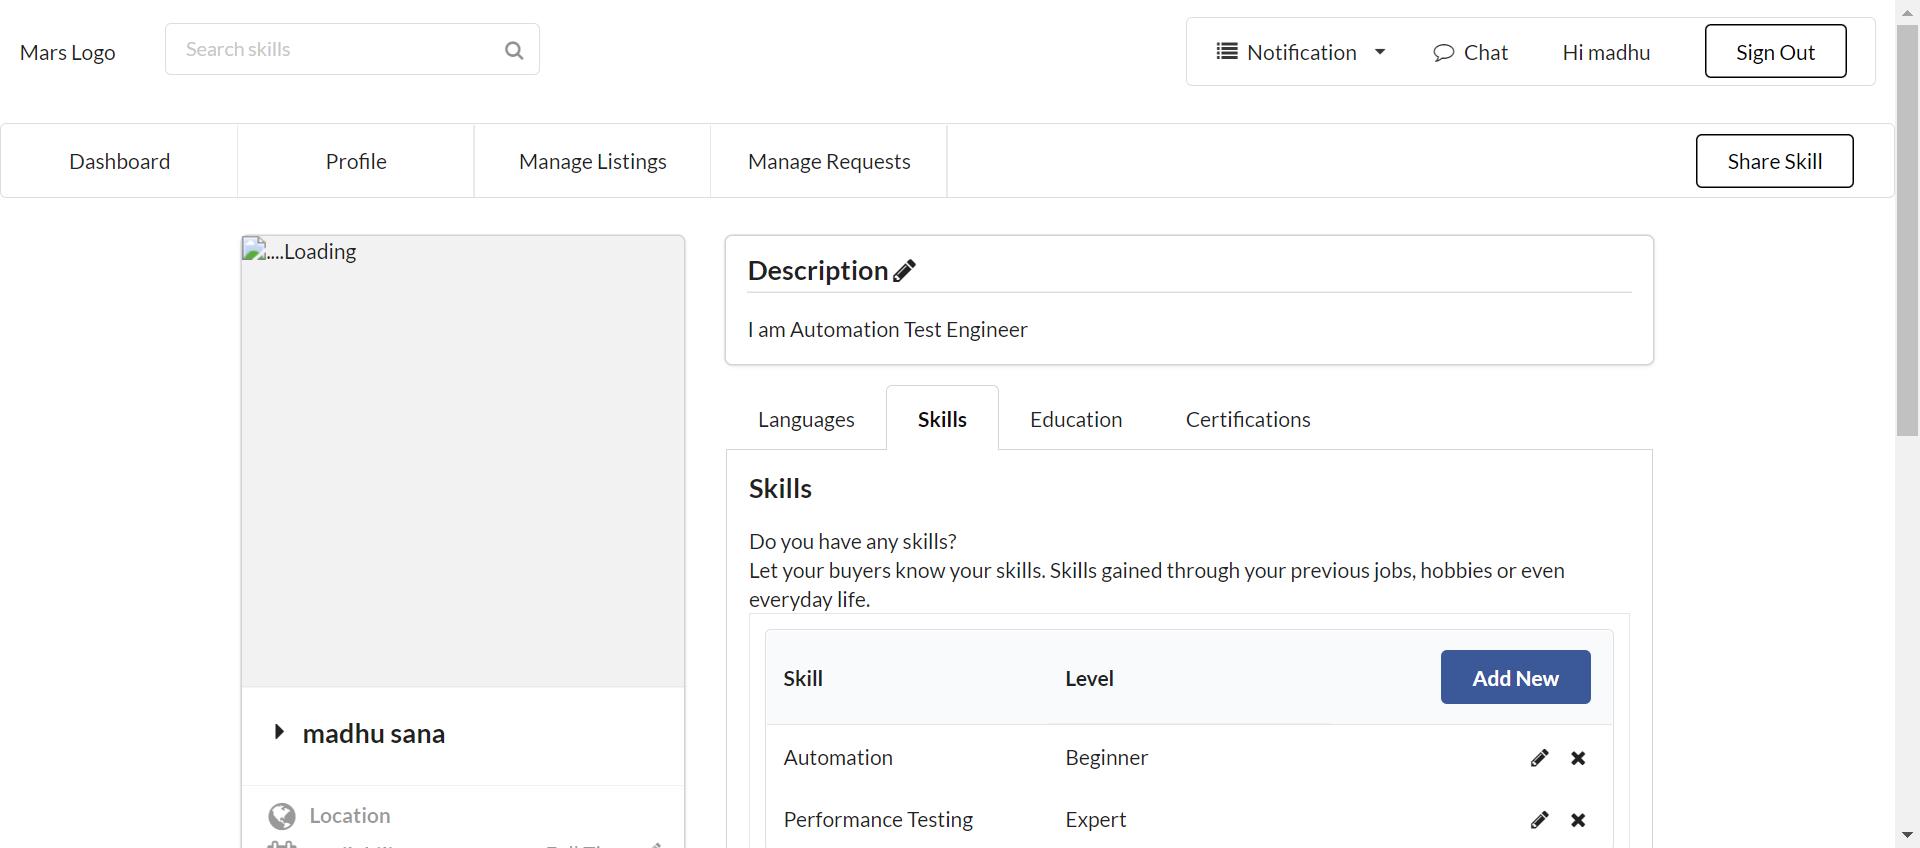 Mars Logo
Search skills
Notification
Chat
Hi madhu
Sign Out
Dashboard
Profile
Manage Listings
Manage Requests
Share Skill
....Loading
madhu sana
Location
Description
I am Automation Test Engineer
Languages
Skills
Education
Certifications
Skills
Do you have any skills?
Let your buyers know your skills. Skills gained through your previous jobs, hobbies or even
everyday life.
Skill Level Add New
Automation Beginner
Performance Testing Expert